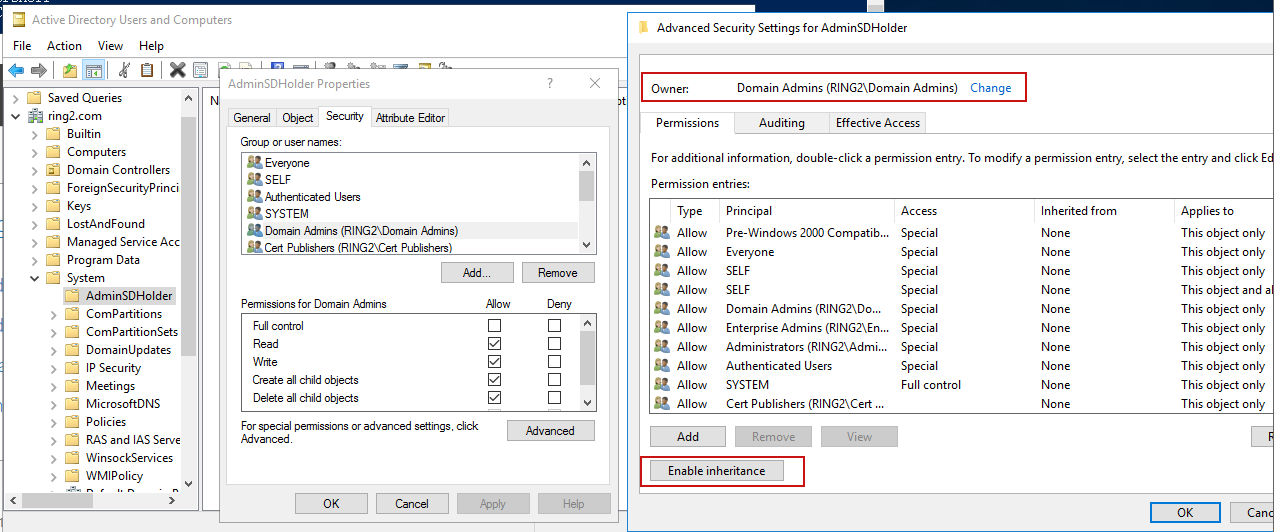 Active Directory Users and Computers
File Action View Help
Saved Queries
ring2.com
Builtin
Computers
Domain Controllers
ForeignSecurityPrinci
Keys
LostAndFound
Managed Service Acc
Program Data
System
AdminSDHolder
ComPartitions
ComPartitionSets
DomainUpdates
IP Security
Meetings
MicrosoftDNS
Policies
RAS and IAS Serve
WinsockServices
WMIPolicy
AdminSDHolder Properties
? ×
General Object Security Attribute Editor
Group or user names:
Everyone
SELF
Authenticated Users
SYSTEM
Domain Admins (RING2\Domain Admins)
Cert Publishers (RING2\Cert Publishers)
Add... Remove
Permissions for Domain Admins Allow Deny
Full control
Read
Write
Create all child objects
Delete all child objects
For special permissions or advanced settings, click
Advanced.
Advanced
OK Cancel Apply Help
Advanced Security Settings for AdminSDHolder
Owner: Domain Admins (RING2\Domain Admins) Change
Permissions Auditing Effective Access
For additional information, double-click a permission entry. To modify a permission entry, select the entry and click Ed
Permission entries:
Type Principal Access Inherited from Applies to
Allow Pre-Windows 2000 Compatib... Special None This object only
Allow Everyone Special None This object only
Allow SELF Special None This object only
Allow SELF Special None This object and al
Allow Domain Admins (RING2\Do... Special None This object only
Allow Enterprise Admins (RING2\En... Special None This object only
Allow Administrators (RING2\Admi... Special None This object only
Allow Authenticated Users Special None This object only
Allow SYSTEM Full control None This object only
Allow Cert Publishers (RING2\Cert ... None This object only
Add Remove View R
Enable inheritance
OK Canc